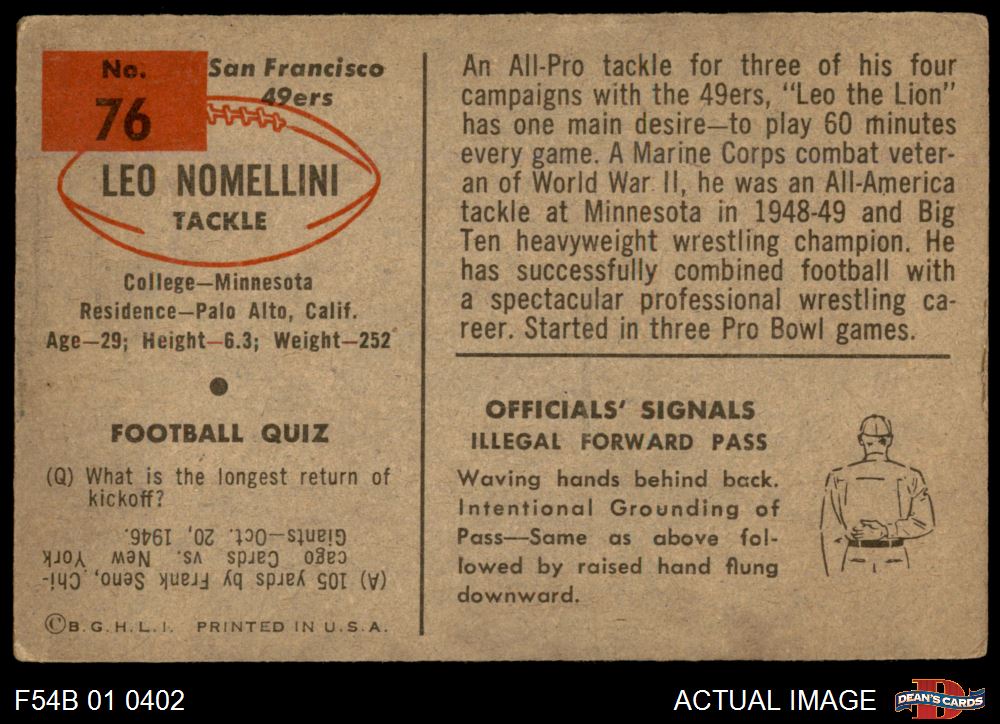 No.
76
San Francisco
49ers
LEO NOMELLINI
TACKLE
College—Minnesota
Residence—Palo Alto, Calif.
Age—29; Height—6.3; Weight—252
FOOTBALL QUIZ
(Q) What is the longest return of
kickoff?
(A) 105 yards by Frank Seno, Chi-
cago Cards vs. New York
Giants—Oct. 20, 1946.
©B.G.H.L.I. PRINTED IN U.S.A.
An All-Pro tackle for three of his four
campaigns with the 49ers, "Leo the Lion"
has one main desire—to play 60 minutes
every game. A Marine Corps combat veter-
an of World War II, he was an All-America
tackle at Minnesota in 1948-49 and Big
Ten heavyweight wrestling champion. He
has successfully combined football with
a spectacular professional wrestling ca-
reer. Started in three Pro Bowl games.
OFFICIALS' SIGNALS
ILLEGAL FORWARD PASS
Waving hands behind back.
Intentional Grounding of
Pass—Same as above fol-
lowed by raised hand flung
downward.
F54B 01 0402
ACTUAL IMAGE
D
DEAN'S CARDS